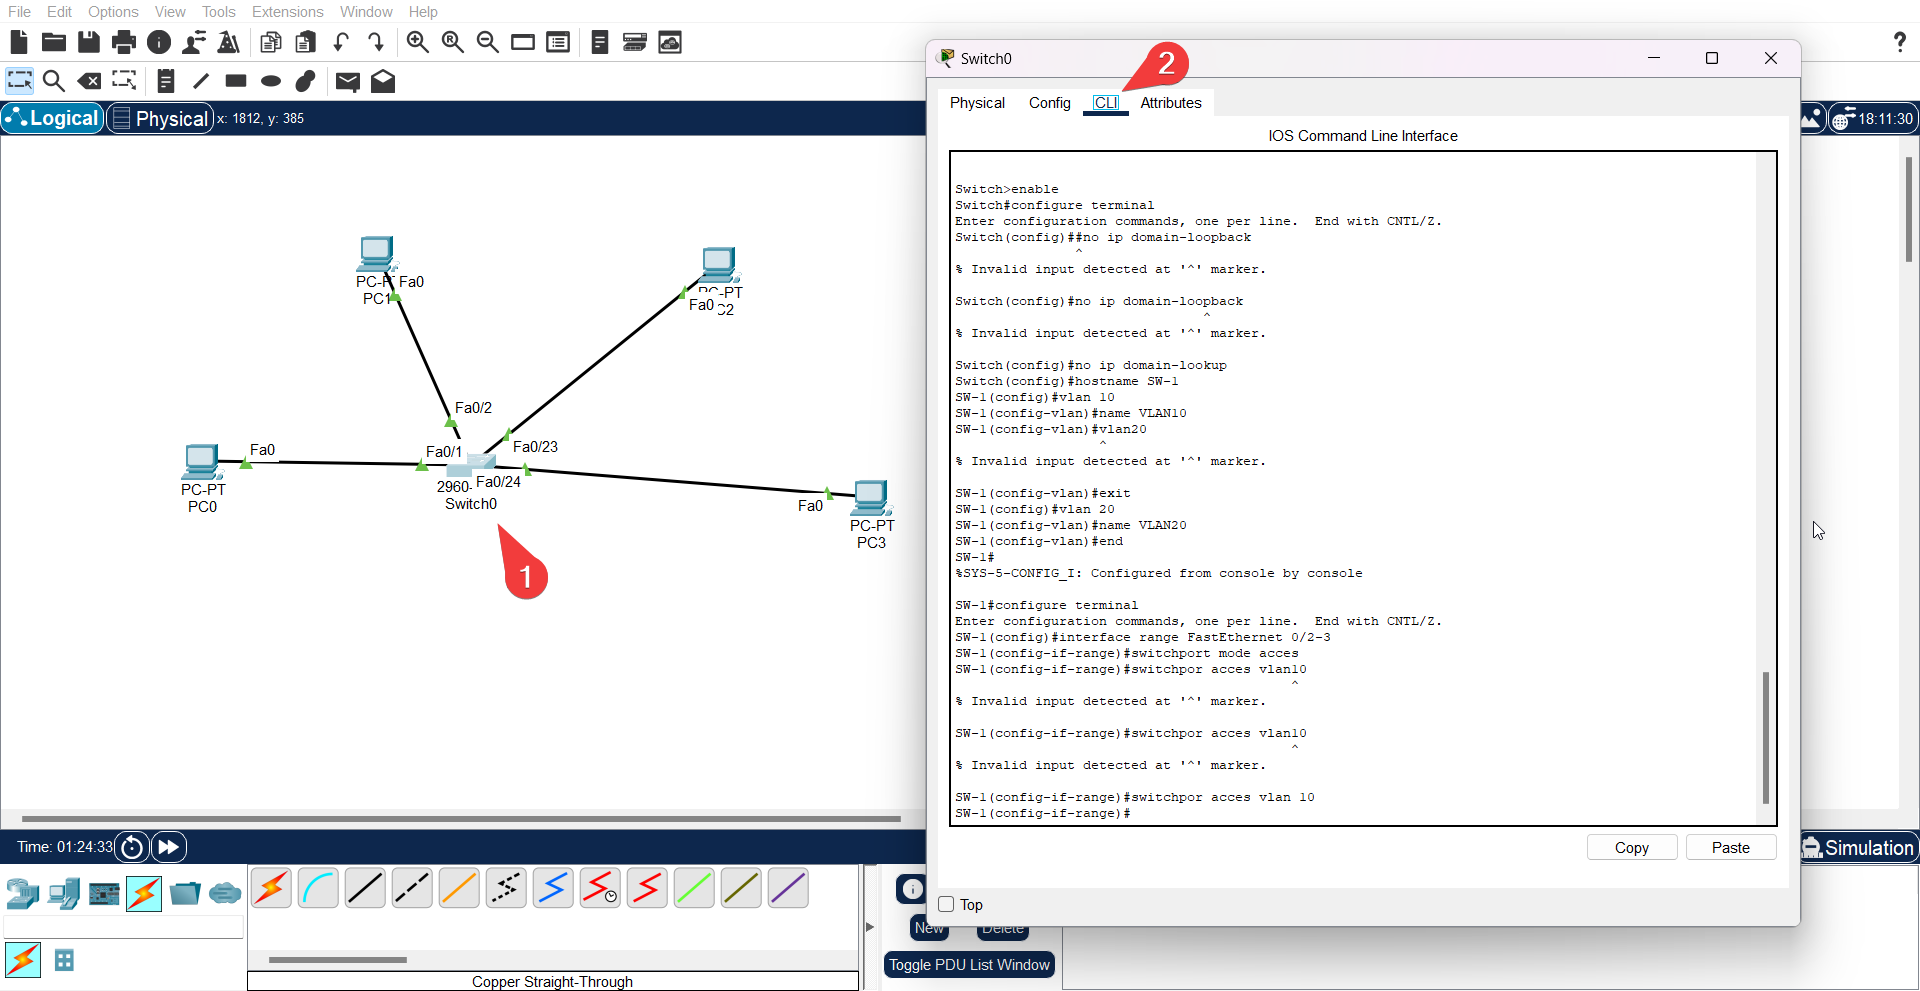 File Edit Options View Tools Extensions Window Help
Logical Physical x: 1812, y: 385
18:11:30
PC-P Fa0
PC1
PC-PT
Fa0 C2
Fa0/2
Fa0/23
Fa0/1
Fa0
PC-PT
PC0
2960- Fa0/24
Switch0
Fa0
PC-PT
PC3
1
2
Switch0
Physical Config CLI Attributes
IOS Command Line Interface
Switch>enable
Switch#configure terminal
Enter configuration commands, one per line.  End with CNTL/Z.
Switch(config)##no ip domain-loopback
^
% Invalid input detected at '^' marker.
Switch(config)#no ip domain-loopback
^
% Invalid input detected at '^' marker.
Switch(config)#no ip domain-lookup
Switch(config)#hostname SW-1
SW-1(config)#vlan 10
SW-1(config-vlan)#name VLAN10
SW-1(config-vlan)#vlan20
^
% Invalid input detected at '^' marker.
SW-1(config-vlan)#exit
SW-1(config)#vlan 20
SW-1(config-vlan)#name VLAN20
SW-1(config-vlan)#end
SW-1#
%SYS-5-CONFIG_I: Configured from console by console
SW-1#configure terminal
Enter configuration commands, one per line.  End with CNTL/Z.
SW-1(config)#interface range FastEthernet 0/2-3
SW-1(config-if-range)#switchport mode acces
SW-1(config-if-range)#switchpor acces vlan10
^
% Invalid input detected at '^' marker.
SW-1(config-if-range)#switchpor acces vlan10
^
% Invalid input detected at '^' marker.
SW-1(config-if-range)#switchpor acces vlan 10
SW-1(config-if-range)#
Copy Paste
Top
Time: 01:24:33
Simulation
New Delete
Toggle PDU List Window
Copper Straight-Through